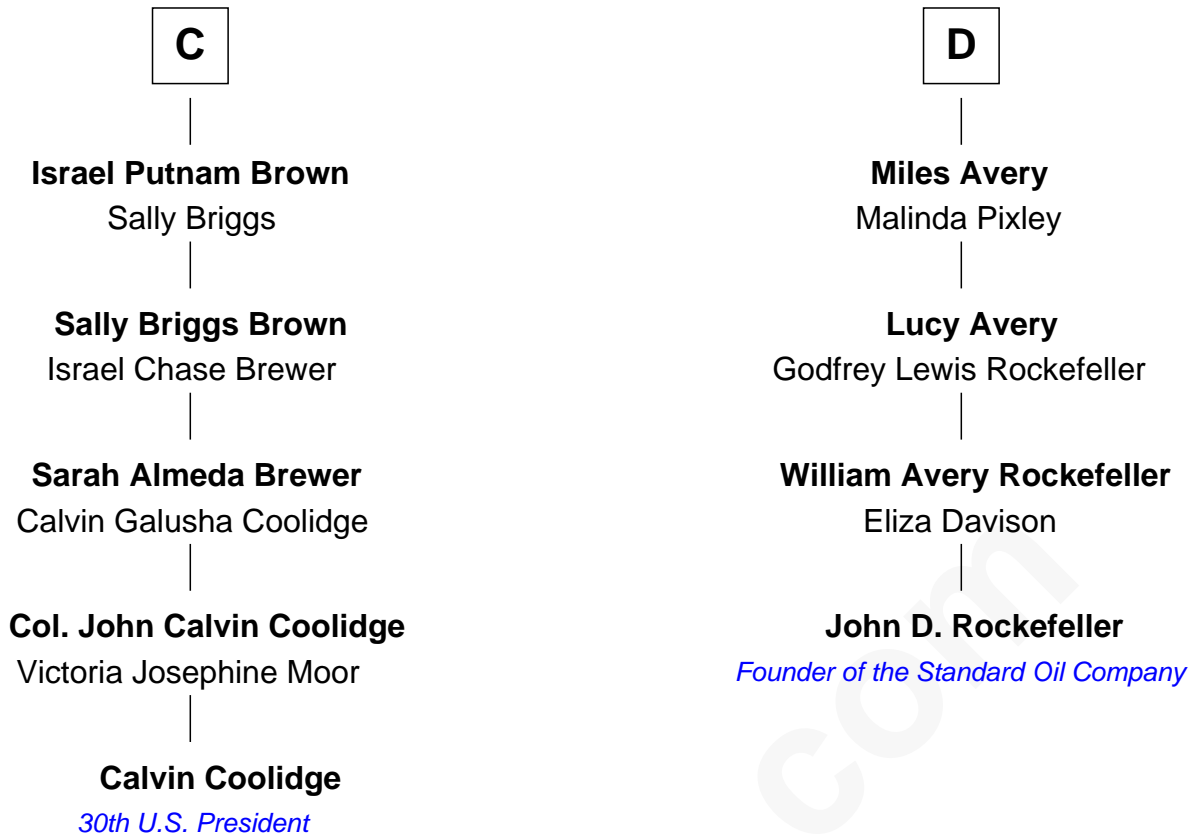 C
Israel Putnam Brown
Sally Briggs
Sally Briggs Brown
Israel Chase Brewer
Sarah Almeda Brewer
Calvin Galusha Coolidge
Col. John Calvin Coolidge
Victoria Josephine Moor
Calvin Coolidge
30th U.S. President
D
Miles Avery
Malinda Pixley
Lucy Avery
Godfrey Lewis Rockefeller
William Avery Rockefeller
Eliza Davison
John D. Rockefeller
Founder of the Standard Oil Company
com